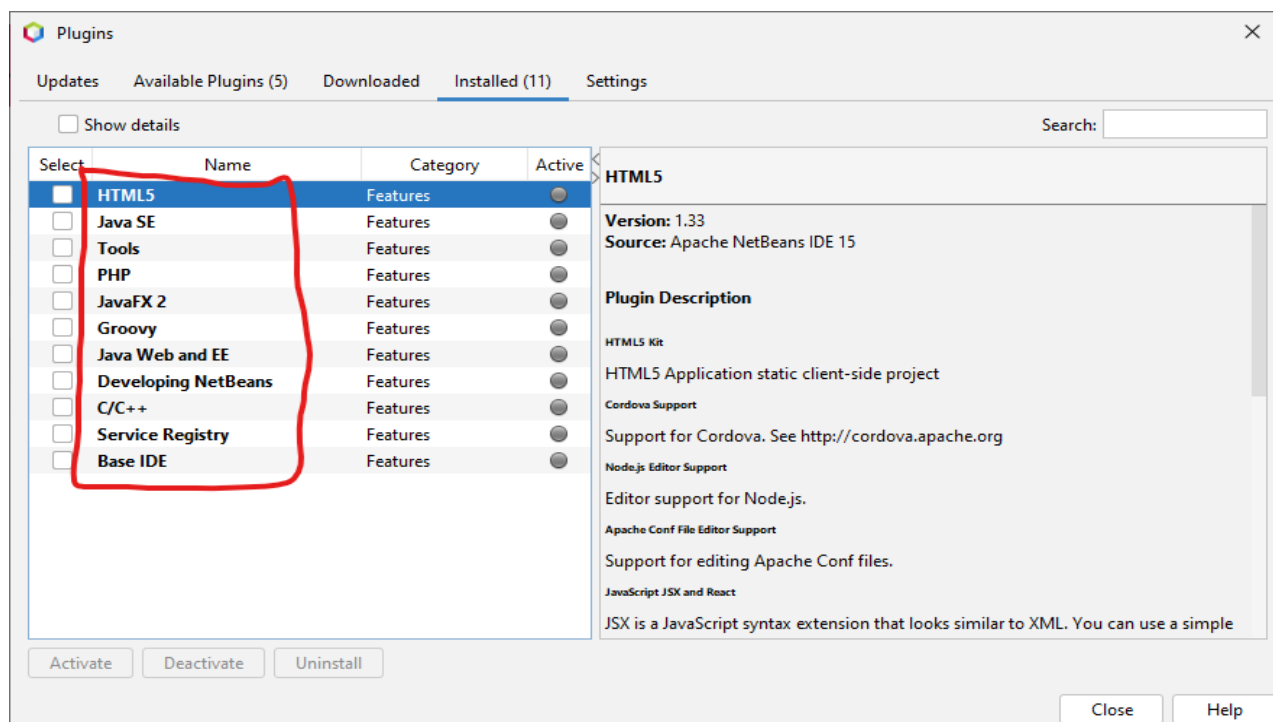 Plugins
Updates Available Plugins (5) Downloaded Installed (11) Settings
Show details Search:
Select Name Category Active
HTML5 Features
Java SE Features
Tools Features
PHP Features
JavaFX 2 Features
Groovy Features
Java Web and EE Features
Developing NetBeans Features
C/C++ Features
Service Registry Features
Base IDE Features
HTML5
Version: 1.33
Source: Apache NetBeans IDE 15
Plugin Description
HTML5 Kit
HTML5 Application static client-side project
Cordova Support
Support for Cordova. See http://cordova.apache.org
Node.js Editor Support
Editor support for Node.js.
Apache Conf File Editor Support
Support for editing Apache Conf files.
JavaScript JSX and React
JSX is a JavaScript syntax extension that looks similar to XML. You can use a simple
Activate Deactivate Uninstall
Close Help